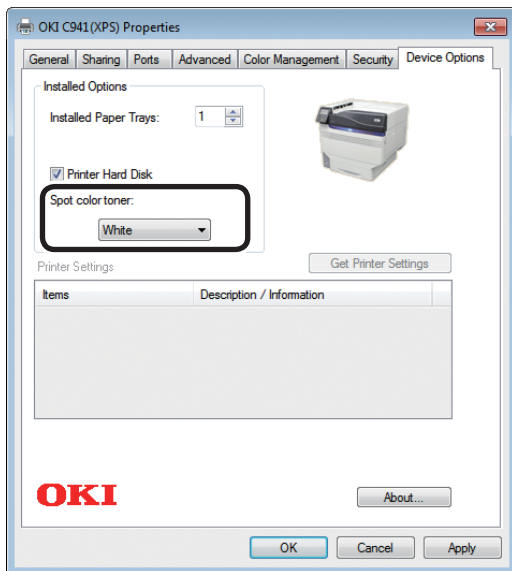 OKI C941(XPS) Properties
General Sharing Ports Advanced Color Management Security Device Options
Installed Options
Installed Paper Trays: 1
Printer Hard Disk
Spot color toner:
White
Printer Settings Get Printer Settings
Items Description / Information
OKI
About...
OK Cancel Apply